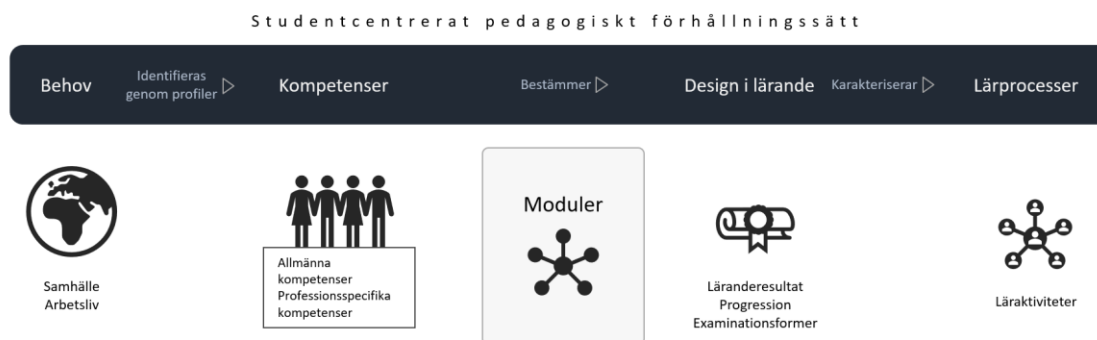 Studentcentrerat pedagogiskt förhållningssätt
Behov
Identifieras
genom profiler
Kompetenser
Bestämmer
Design i lärande
Karakteriserar
Lärprocesser
Samhälle
Arbetsliv
Allmänna
kompetenser
Professionsspecifika
kompetenser
Moduler
Läranderesultat
Progression
Examinationsformer
Läraktiviteter